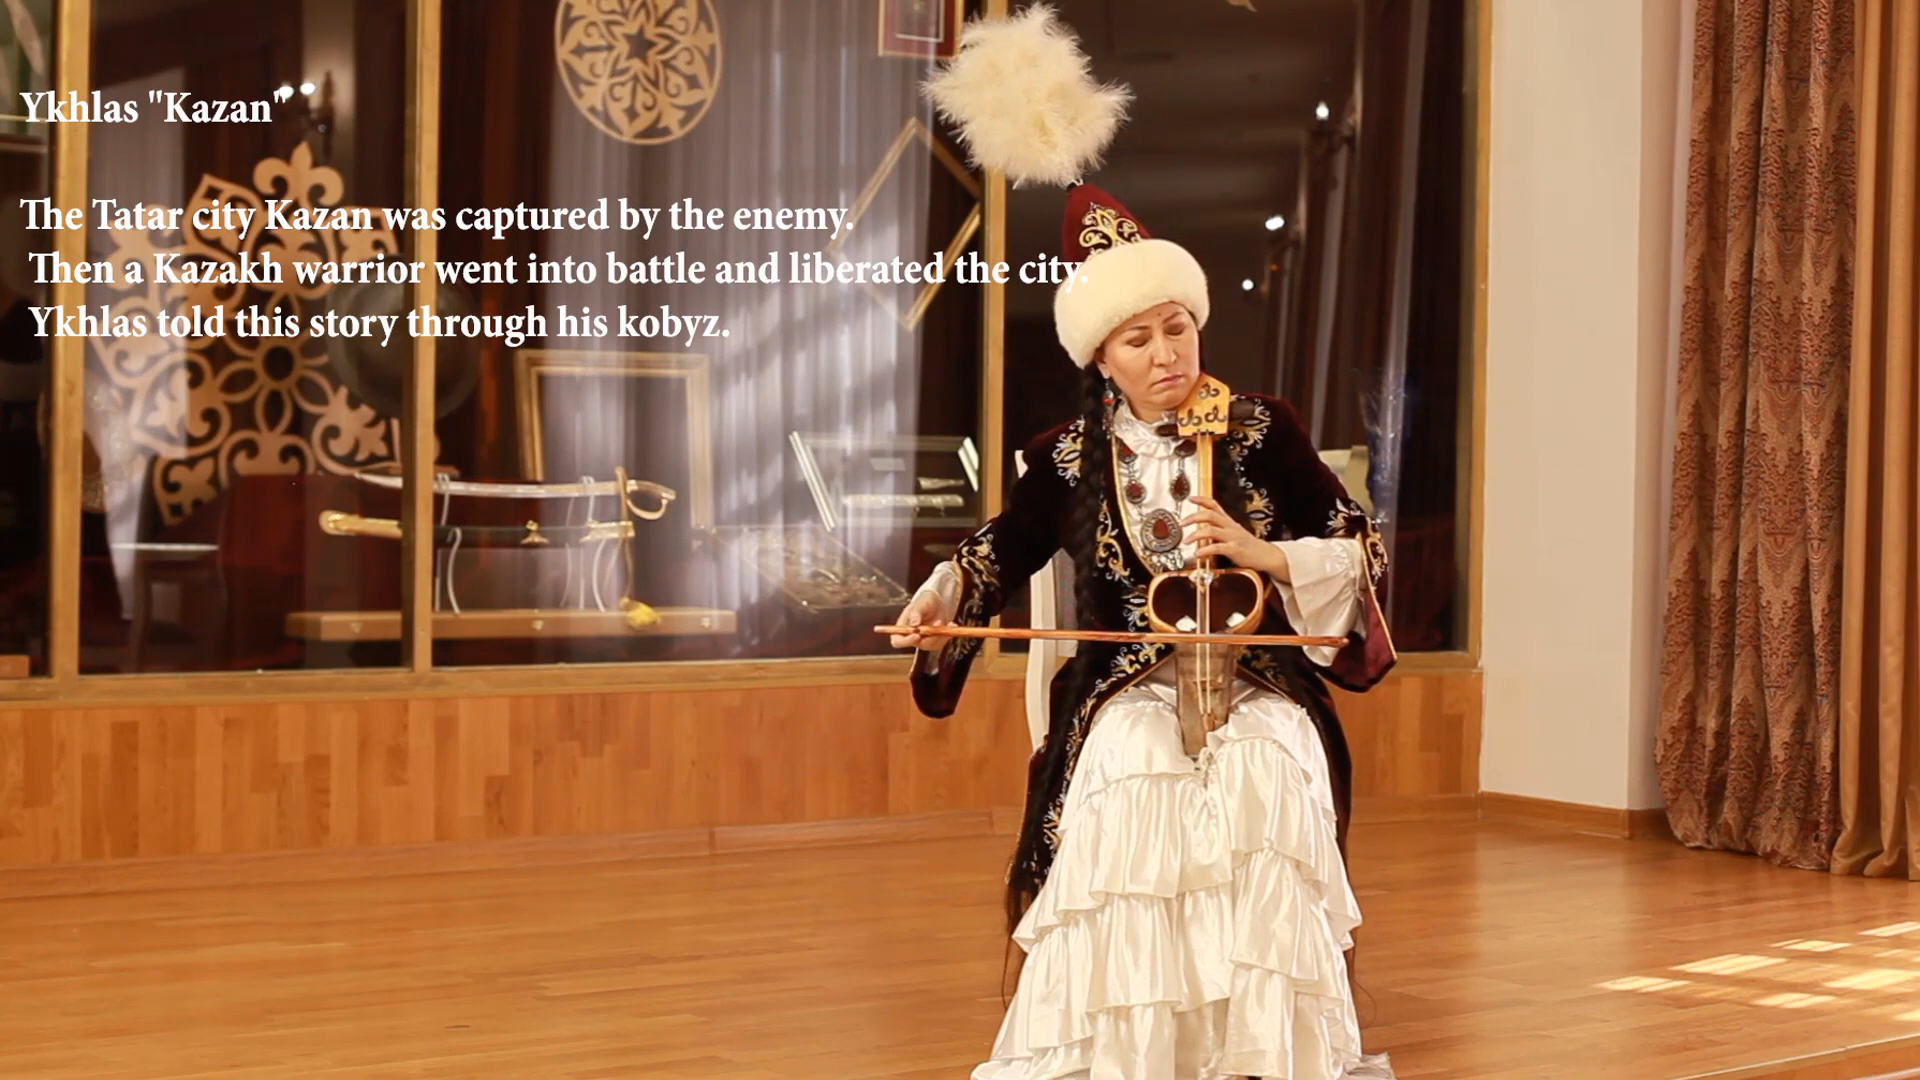 Ykhlas "Kazan"
The Tatar city Kazan was captured by the enemy.
Then a Kazakh warrior went into battle and liberated the city.
Ykhlas told this story through his kobyz.